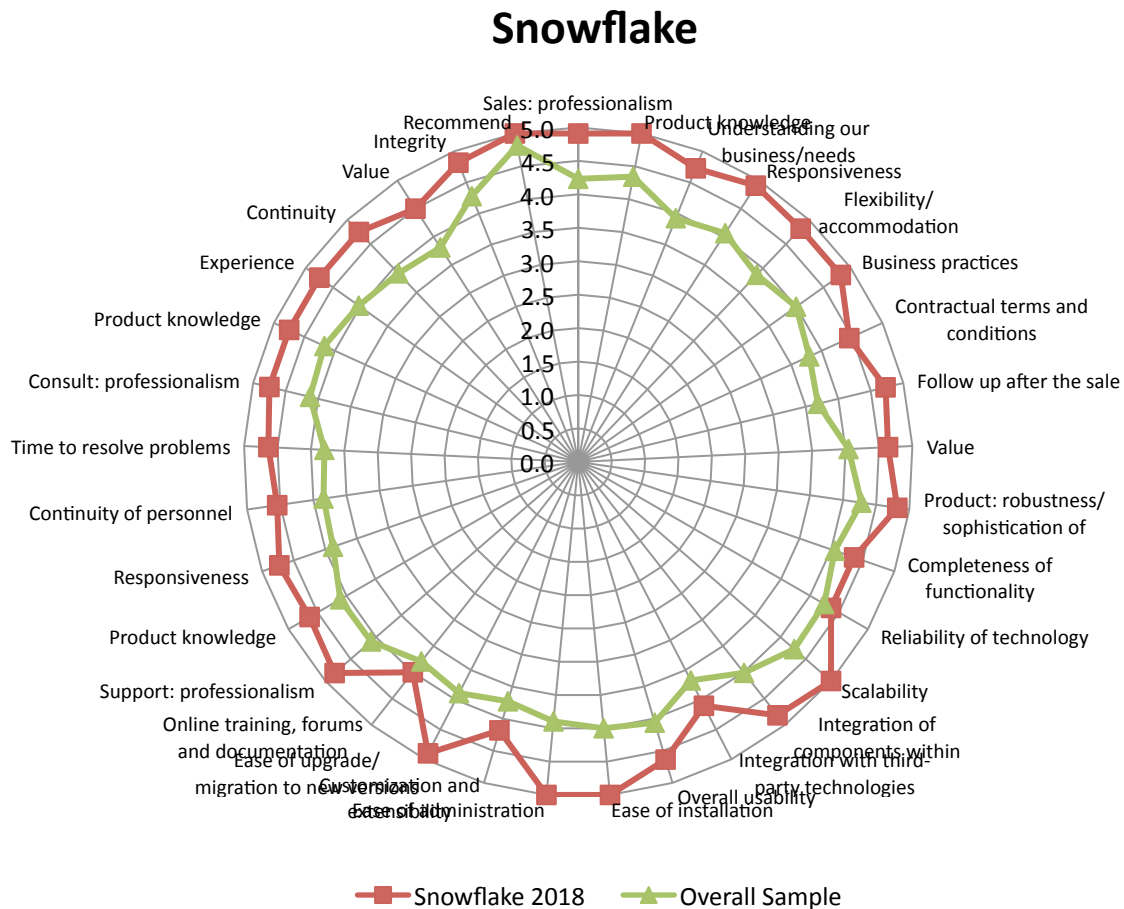 Snowflake
Sales: professionalism
Product knowledge
Understanding our
business/needs
Responsiveness
Flexibility/
accommodation
Business practices
Contractual terms and
conditions
Follow up after the sale
Value
Product: robustness/
sophistication of
Completeness of
functionality
Reliability of technology
Scalability
Integration of
components within
Integration with third-
party technologies
Overall usability
Ease of installation
Ease of administration
Customization and
extensibility
Ease of upgrade/
migration to new versions
Online training, forums
and documentation
Support: professionalism
Product knowledge
Responsiveness
Continuity of personnel
Time to resolve problems
Consult: professionalism
Product knowledge
Experience
Continuity
Value
Integrity
Recommend
5.0
4.5
4.0
3.5
3.0
2.5
2.0
1.5
1.0
0.5
0.0
Snowflake 2018
Overall Sample